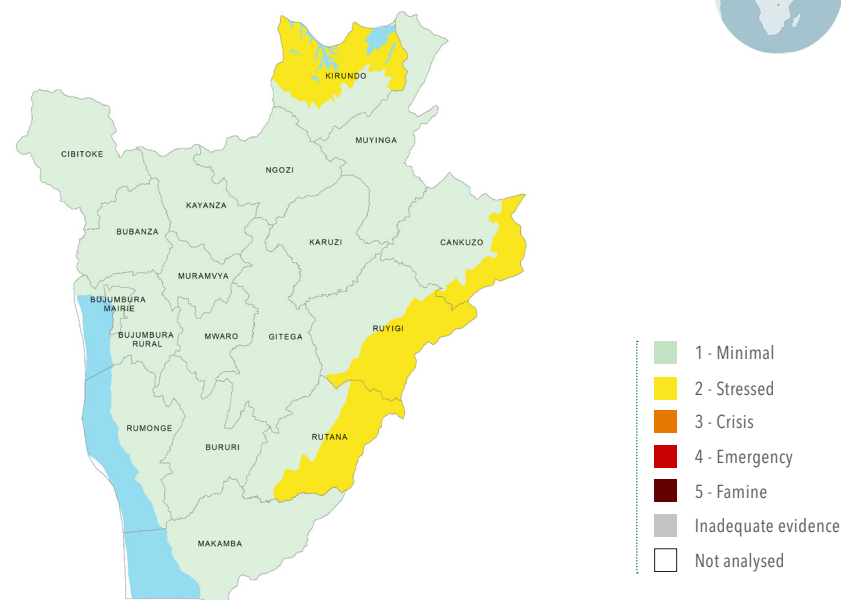 KIRUNDO
MUYINGA
CIBITOKE
NGOZI
KAYANZA
BUBANZA
KARUZI
CANKUZO
MURAMVYA
BUJUMBURA
MAIRIE
BUJUMBURA
RURAL
MWARO
GITEGA
RUYIGI
RUMONGE
BURURI
RUTANA
MAKAMBA
1 - Minimal
2 - Stressed
3 - Crisis
4 - Emergency
5 - Famine
Inadequate evidence
Not analysed